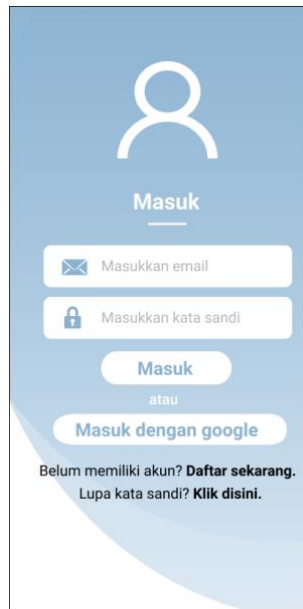 Masuk
Masukkan email
Masukkan kata sandi
Masuk
atau
Masuk dengan google
Belum memiliki akun? Daftar sekarang.
Lupa kata sandi? Klik disini.